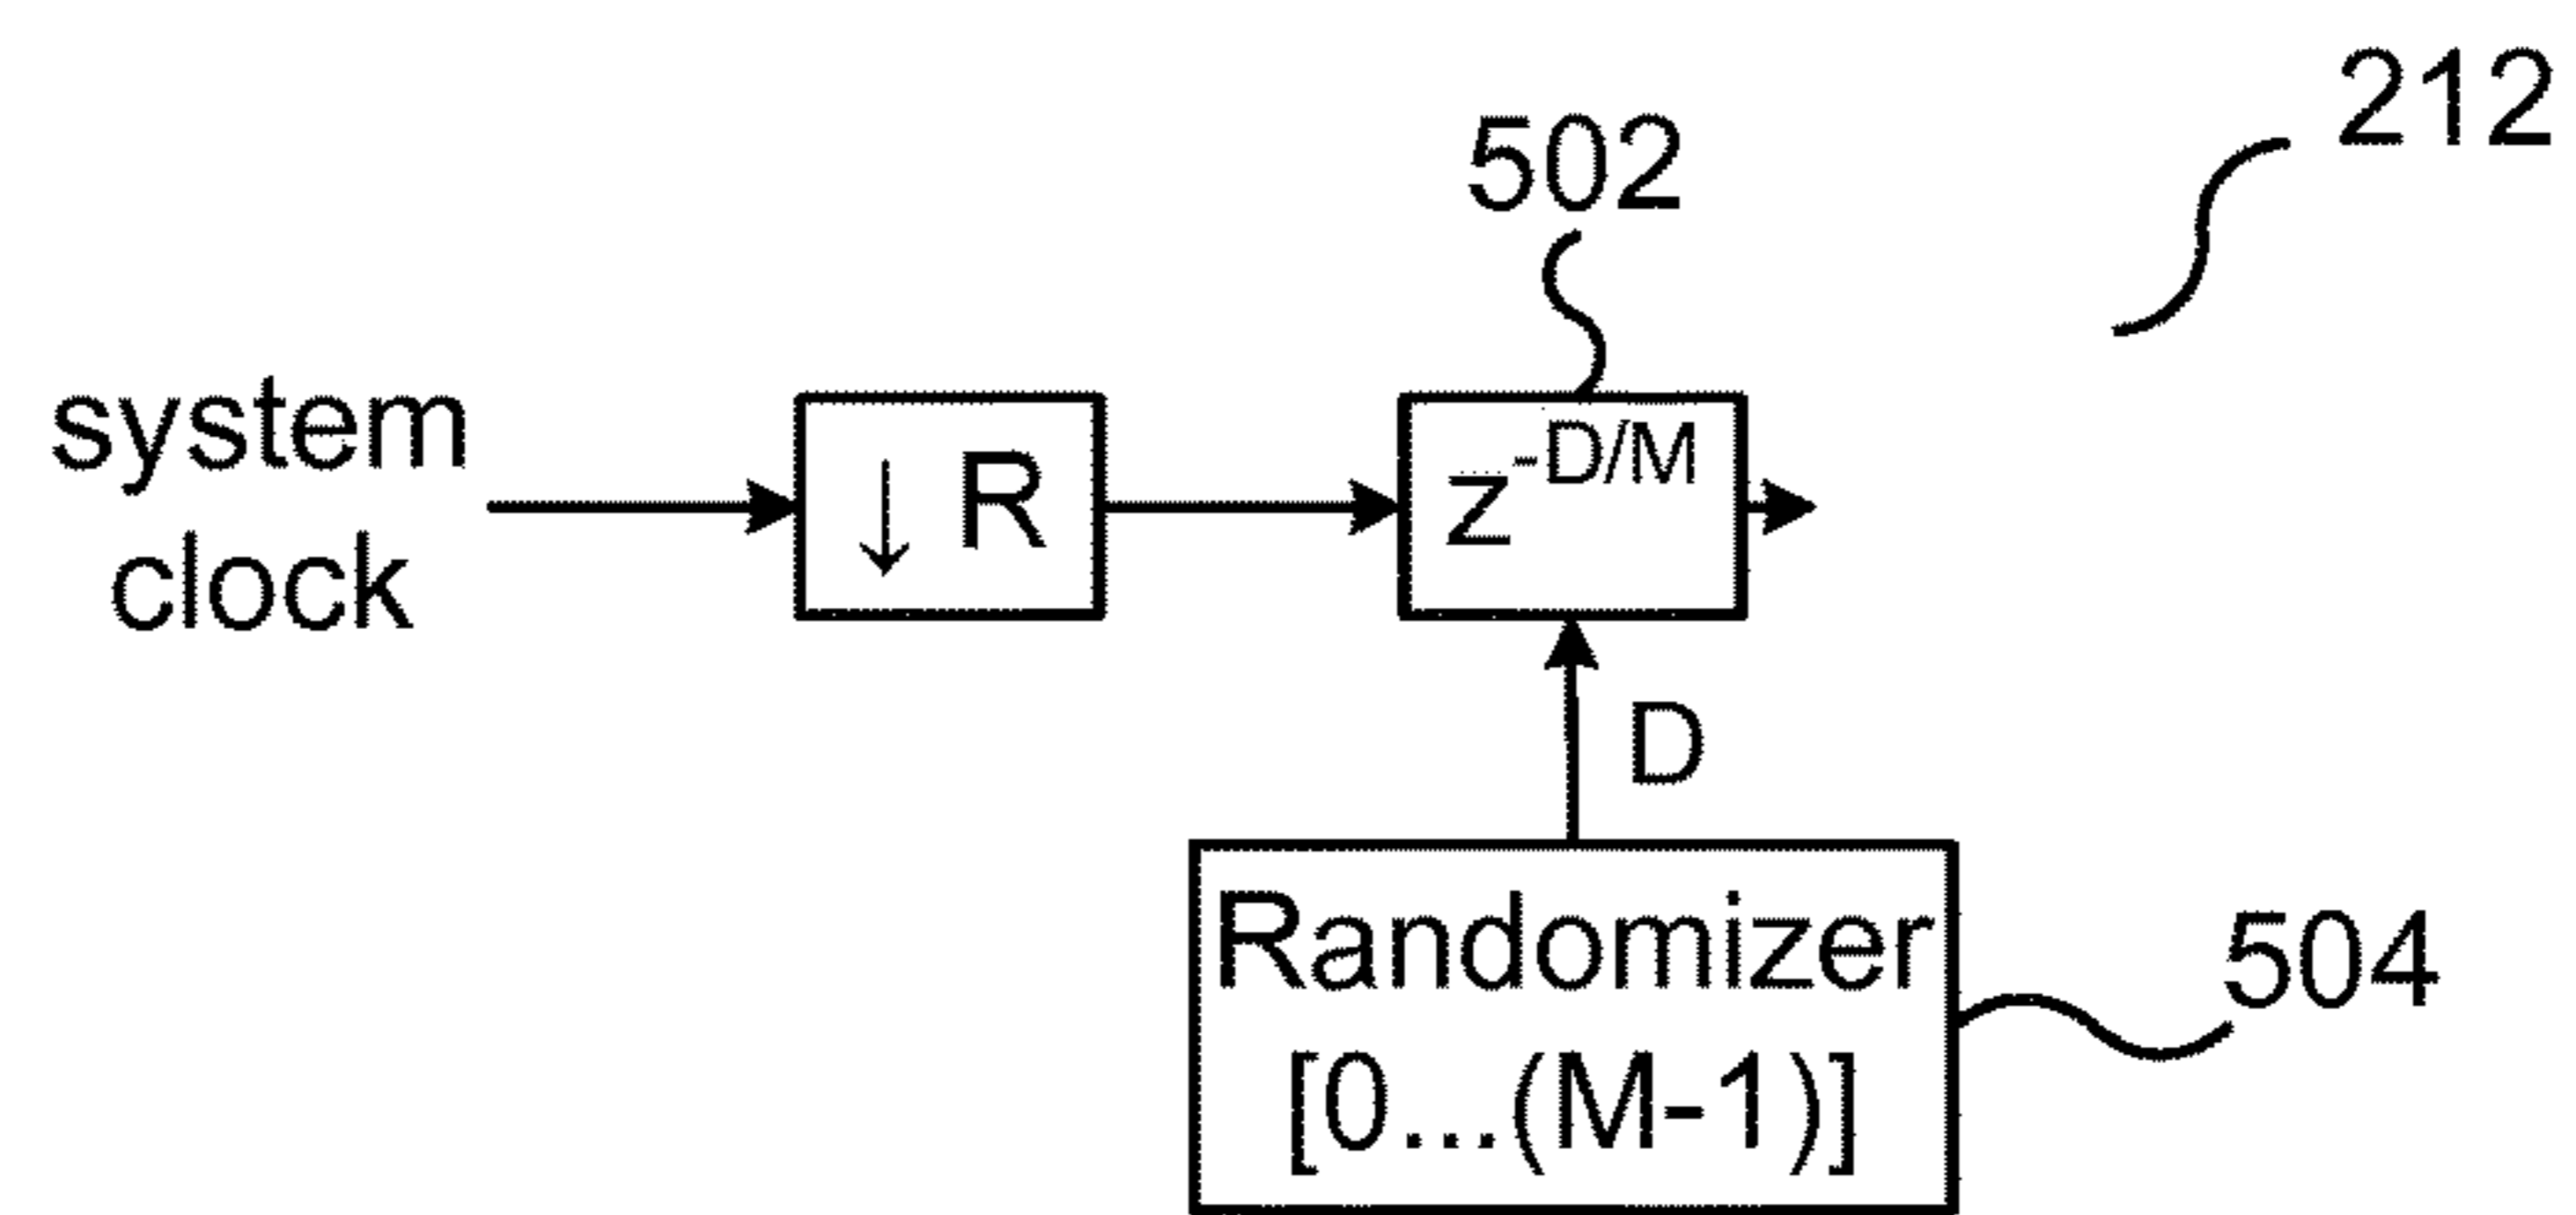 212
502
system
clock
↓ R
z-D/M
D
Randomizer
[0...(M-1)]
504